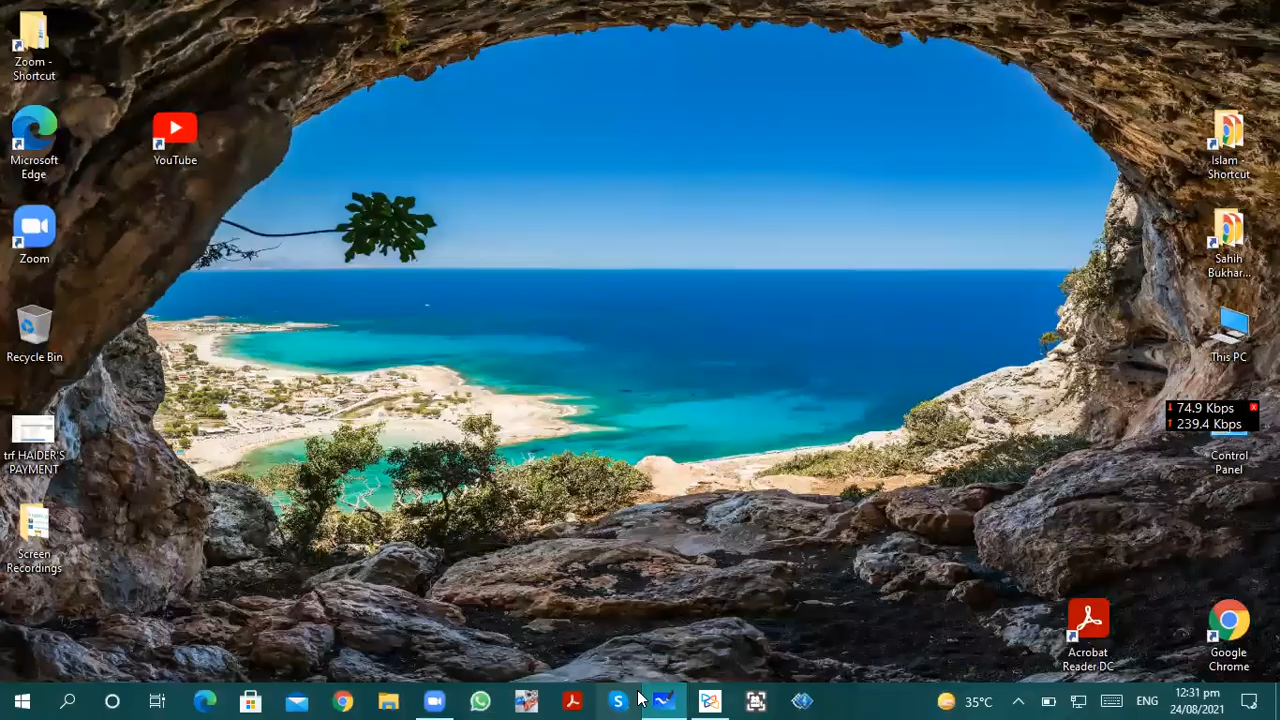 Zoom -
Shortcut
Microsoft
Edge
YouTube
Zoom
Recycle Bin
trf HAIDER'S
PAYMENT
Screen
Recordings
Islam -
Shortcut
Sahih
Bukhar...
This PC
74.9 Kbps
239.4 Kbps
Control
Panel
Acrobat
Reader DC
Google
Chrome
35°C
ENG
12:31 pm
24/08/2021